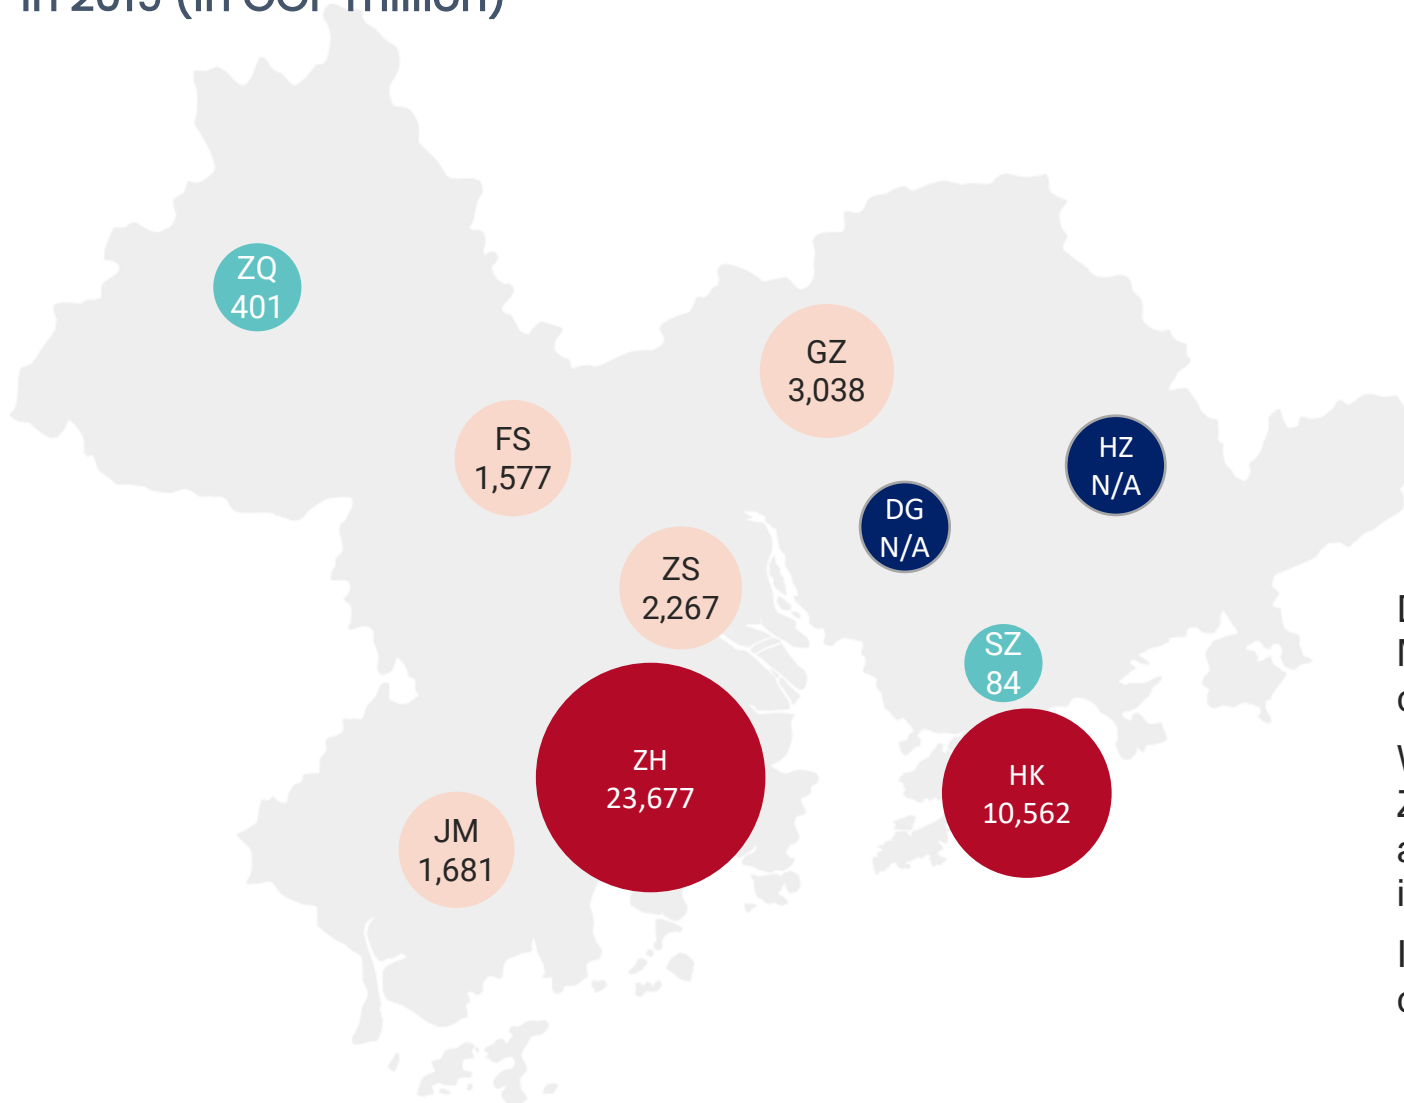 ZQ
401
GZ
3,038
FS
1,577
HZ
N/A
DG
N/A
ZS
2,267
SZ
84
ZH
23,677
HK
10,562
JM
1,681